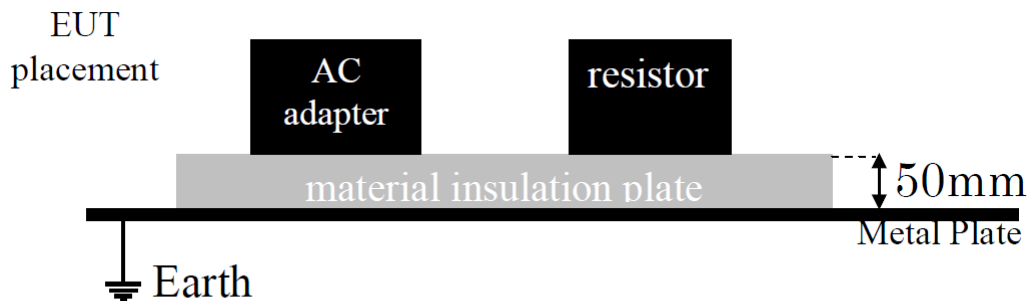 EUT
placement
AC
adapter
resistor
material insulation plate
50mm
Metal Plate
Earth